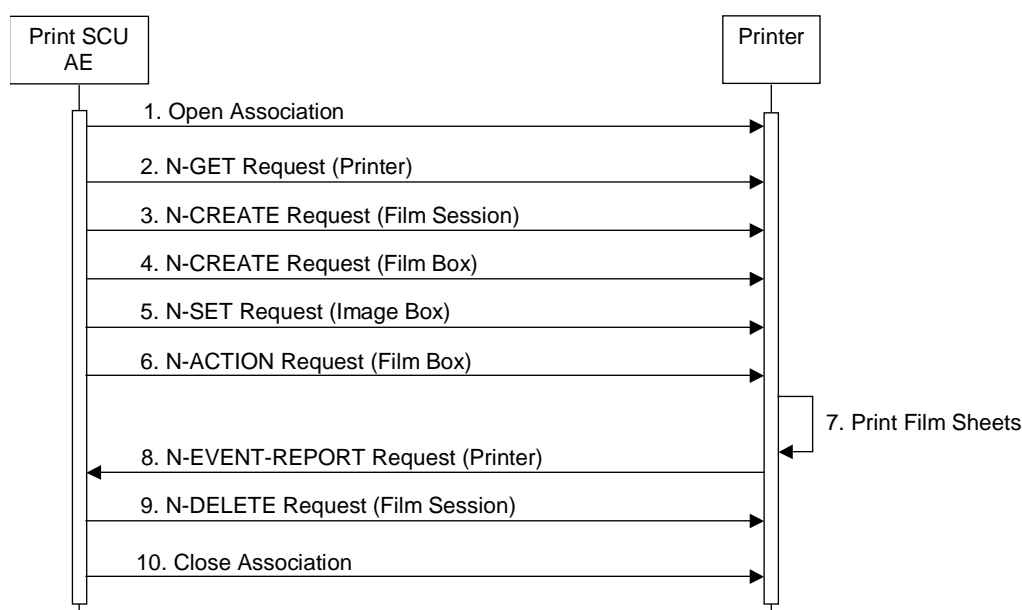 Print SCU
AE
Printer
1. Open Association
2. N-GET Request (Printer)
3. N-CREATE Request (Film Session)
4. N-CREATE Request (Film Box)
5. N-SET Request (Image Box)
6. N-ACTION Request (Film Box)
7. Print Film Sheets
8. N-EVENT-REPORT Request (Printer)
9. N-DELETE Request (Film Session)
10. Close Association